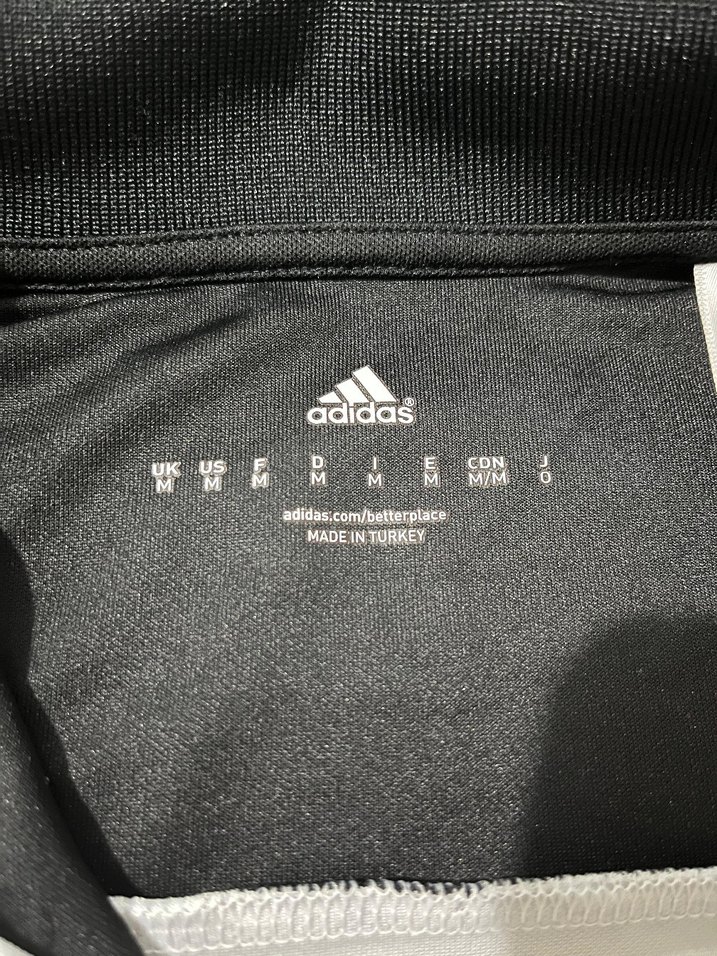 adidas®
UK US F D I E CDN J
M M M M M M M/M O
adidas.com/betterplace
MADE IN TURKEY